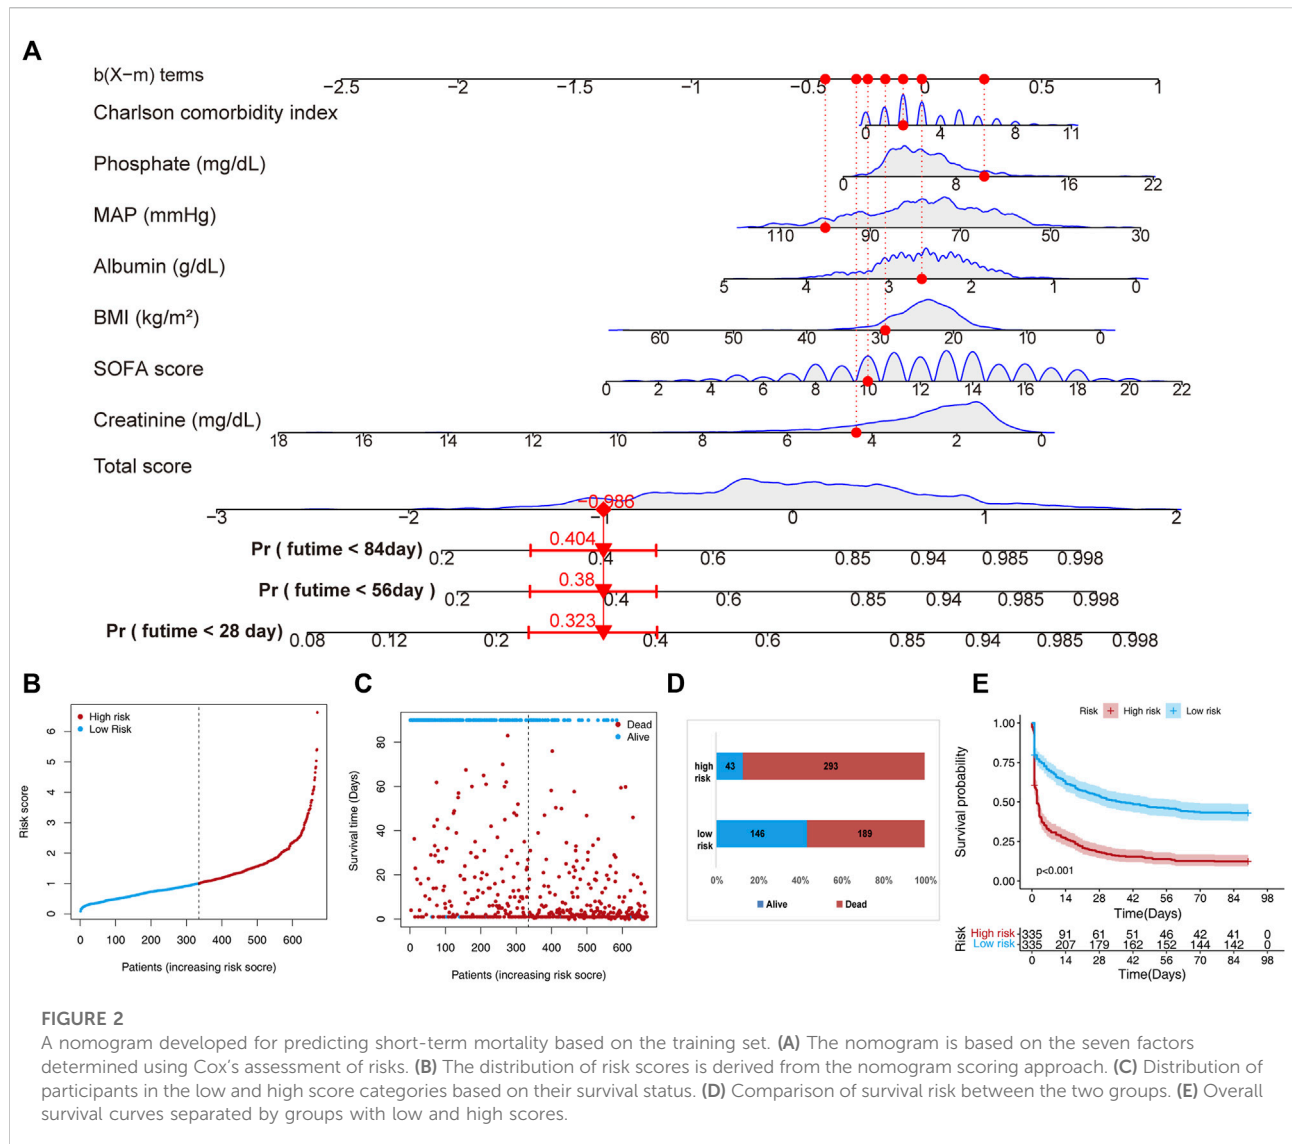 A
b(X−m) terms
−2.5 −2 −1.5 −1 −0.5 0 0.5 1
Charlson comorbidity index
0 4 8 11
Phosphate (mg/dL)
0 8 16 22
MAP (mmHg)
110 90 70 50 30
Albumin (g/dL)
5 4 3 2 1 0
BMI (kg/m²)
60 50 40 30 20 10 0
SOFA score
0 2 4 6 8 10 12 14 16 18 20 22
Creatinine (mg/dL)
18 16 14 12 10 8 6 4 2 0
Total score
−0.986
−3 −2 −1 0 1 2
0.404
Pr ( futime < 84day)
0.2 0.4 0.6 0.85 0.94 0.985 0.998
0.38
Pr ( futime < 56day )
0.2 0.4 0.6 0.85 0.94 0.985 0.998
0.323
Pr ( futime < 28 day)
0.08 0.12 0.2 0.4 0.6 0.85 0.94 0.985 0.998
B
High risk
Low Risk
Risk score
6
5
4
3
2
1
0
0 100 200 300 400 500 600
Patients (increasing risk socre)
C
Dead
Alive
Survival time (Days)
80
60
40
20
0
0 100 200 300 400 500 600
Patients (increasing risk socre)
D
high
risk
43 293
low
risk
146 189
0% 20% 40% 60% 80% 100%
Alive Dead
E
Risk High risk Low risk
Survival probability
1.00
0.75
0.50
0.25
0.00
p<0.001
0 14 28 42 56 70 84 98
Time(Days)
Risk
High risk 335 91 61 51 46 42 41 0
Low risk 335 207 179 162 152 144 142 0
0 14 28 42 56 70 84 98
Time(Days)
FIGURE 2
A nomogram developed for predicting short-term mortality based on the training set. (A) The nomogram is based on the seven factors
determined using Cox's assessment of risks. (B) The distribution of risk scores is derived from the nomogram scoring approach. (C) Distribution of
participants in the low and high score categories based on their survival status. (D) Comparison of survival risk between the two groups. (E) Overall
survival curves separated by groups with low and high scores.